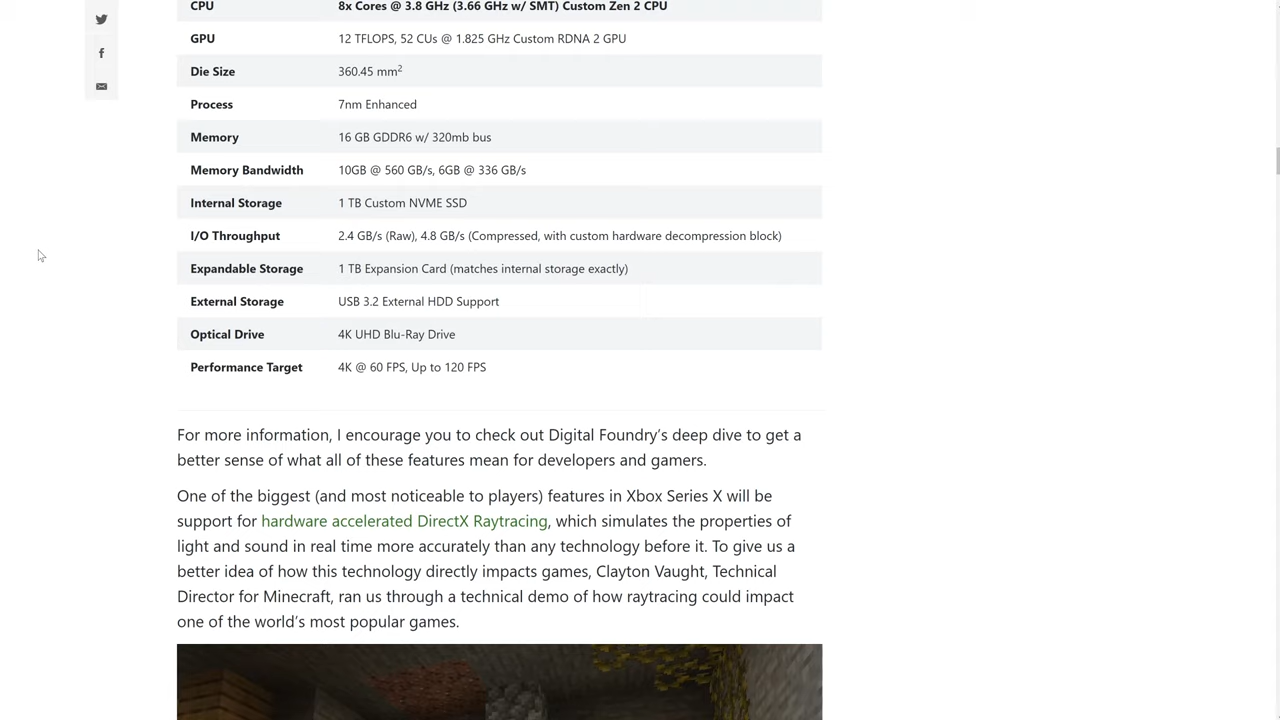 CPU 8x Cores @ 3.8 GHz (3.66 GHz w/ SMT) Custom Zen 2 CPU
GPU 12 TFLOPS, 52 CUs @ 1.825 GHz Custom RDNA 2 GPU
Die Size 360.45 mm²
Process 7nm Enhanced
Memory 16 GB GDDR6 w/ 320mb bus
Memory Bandwidth 10GB @ 560 GB/s, 6GB @ 336 GB/s
Internal Storage 1 TB Custom NVME SSD
I/O Throughput 2.4 GB/s (Raw), 4.8 GB/s (Compressed, with custom hardware decompression block)
Expandable Storage 1 TB Expansion Card (matches internal storage exactly)
External Storage USB 3.2 External HDD Support
Optical Drive 4K UHD Blu-Ray Drive
Performance Target 4K @ 60 FPS, Up to 120 FPS
For more information, I encourage you to check out Digital Foundry’s deep dive to get a
better sense of what all of these features mean for developers and gamers.
One of the biggest (and most noticeable to players) features in Xbox Series X will be
support for hardware accelerated DirectX Raytracing, which simulates the properties of
light and sound in real time more accurately than any technology before it. To give us a
better idea of how this technology directly impacts games, Clayton Vaught, Technical
Director for Minecraft, ran us through a technical demo of how raytracing could impact
one of the world’s most popular games.